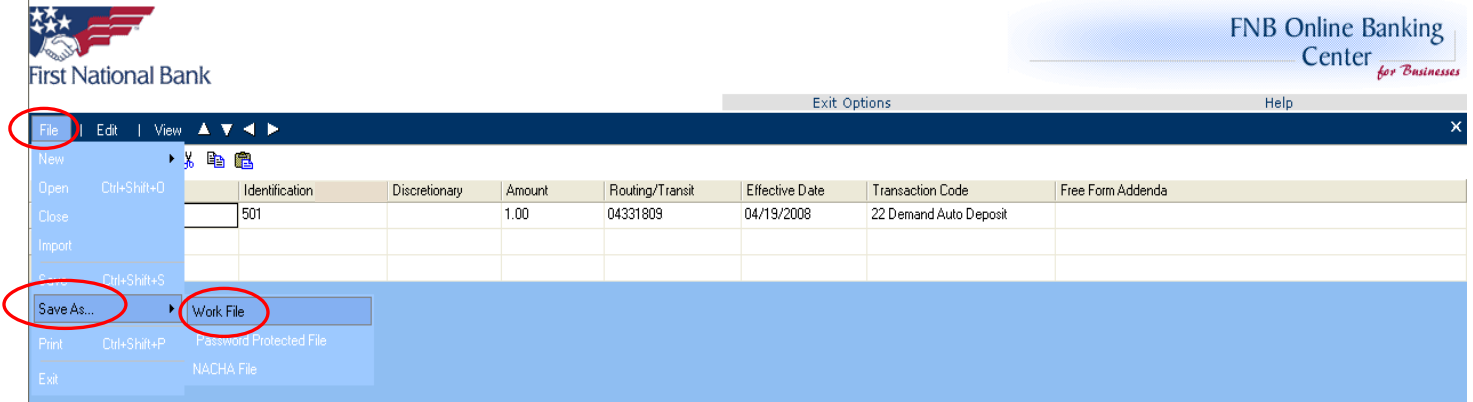 First National Bank
FNB Online Banking
Center
for Businesses
Exit Options Help
File | Edit | View X
New
Open Ctrl+Shift+O
Close
Import
Save Ctrl+Shift+S
Save As...
Print Ctrl+Shift+P
Exit
Work File
Password Protected File
NACHA File
Identification Discretionary Amount Routing/Transit Effective Date Transaction Code Free Form Addenda
501 1.00 04331809 04/19/2008 22 Demand Auto Deposit